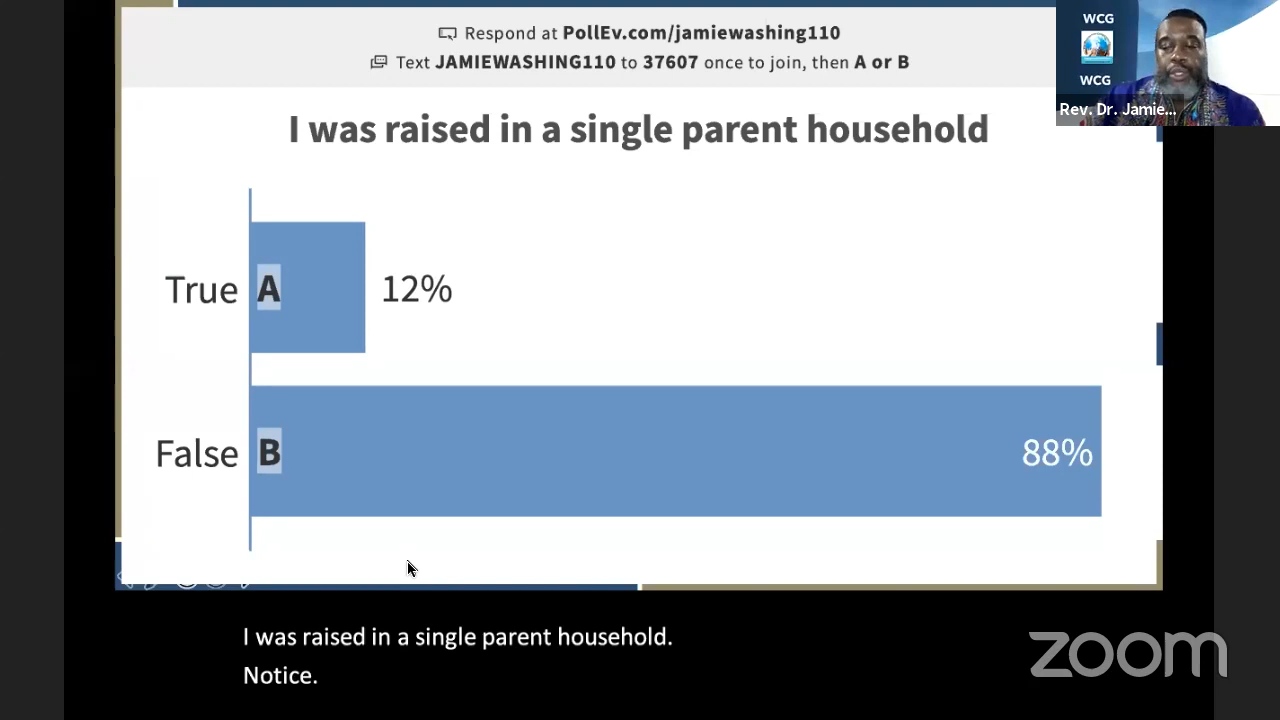 Respond at PollEv.com/jamiewashing110
Text JAMIEWASHING110 to 37607 once to join, then A or B
WCG
WCG
Rev. Dr. Jamie...
I was raised in a single parent household
True A 12%
False B 88%
I was raised in a single parent household.
Notice.
zoom